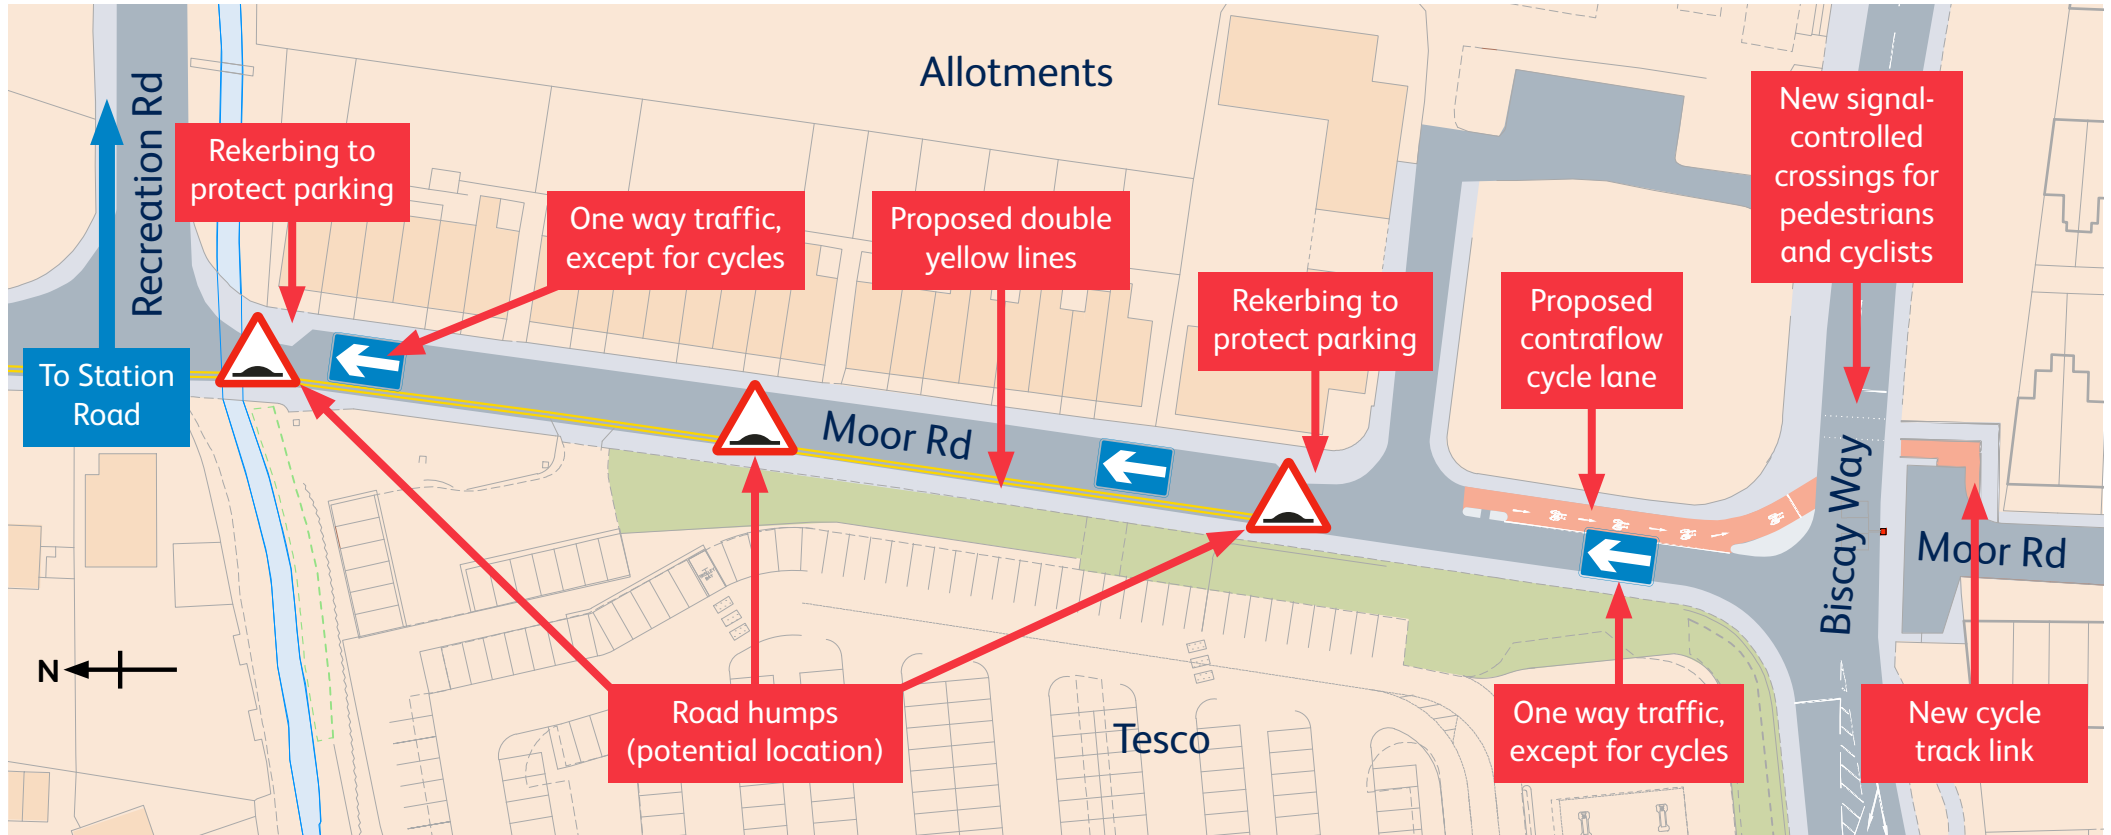 Allotments
Recreation Rd
Rekerbing to
protect parking
One way traffic,
except for cycles
Proposed double
yellow lines
Rekerbing to
protect parking
Proposed
contraflow
cycle lane
New signal-
controlled
crossings for
pedestrians
and cyclists
To Station
Road
Moor Rd
Biscay Way
Moor Rd
N
Road humps
(potential location)
Tesco
One way traffic,
except for cycles
New cycle
track link